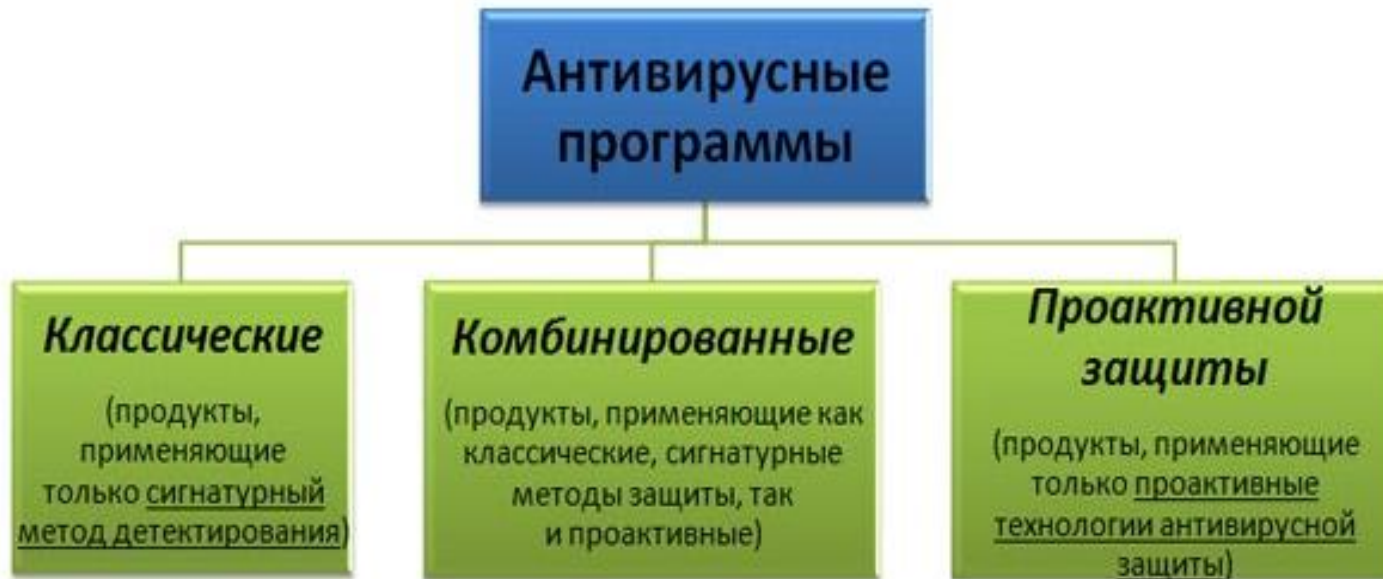 Антивирусные
программы
Классические
(продукты,
применяющие
только сигнатурный
метод детектирования)
Комбинированные
(продукты, применяющие как
классические, сигнатурные
методы защиты, так
и проактивные)
Проактивной
защиты
(продукты, применяющие
только проактивные
технологии антивирусной
защиты)